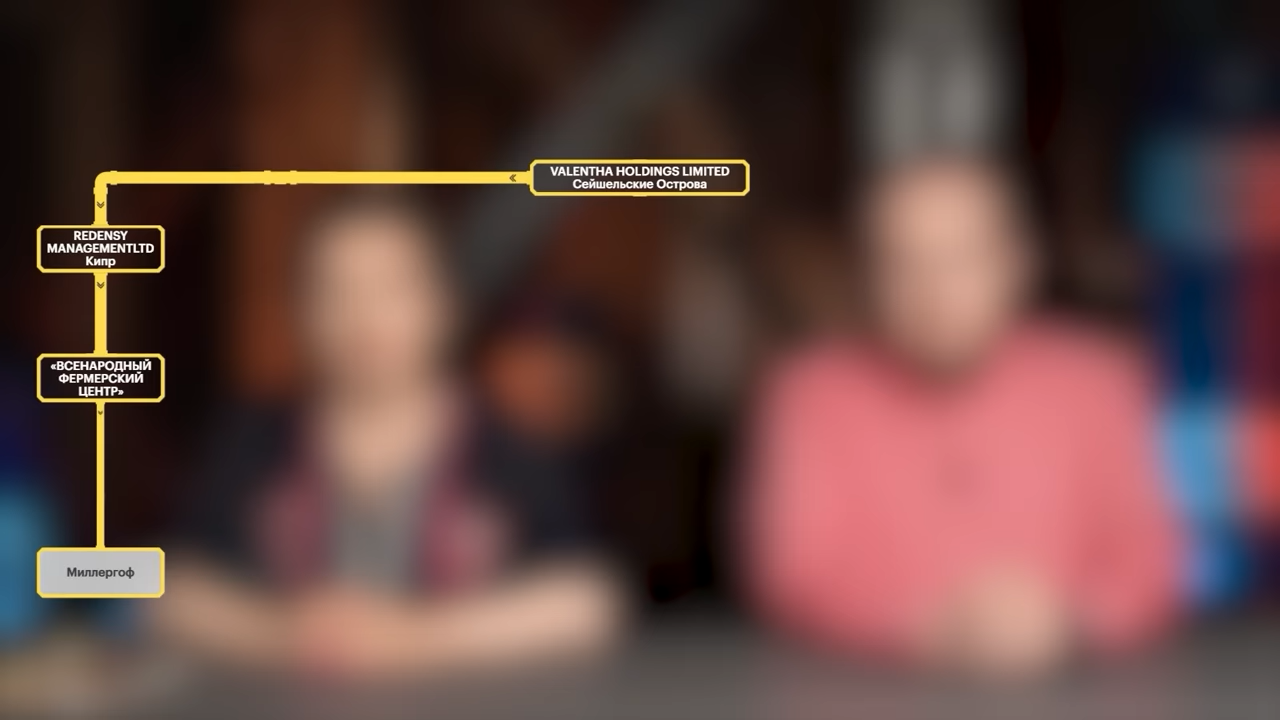 VALENTHA HOLDINGS LIMITED
Сейшельские Острова
REDENSY
MANAGEMENTLTD
Кипр
«ВСЕНАРОДНЫЙ
ФЕРМЕРСКИЙ
ЦЕНТР»
Миллергоф